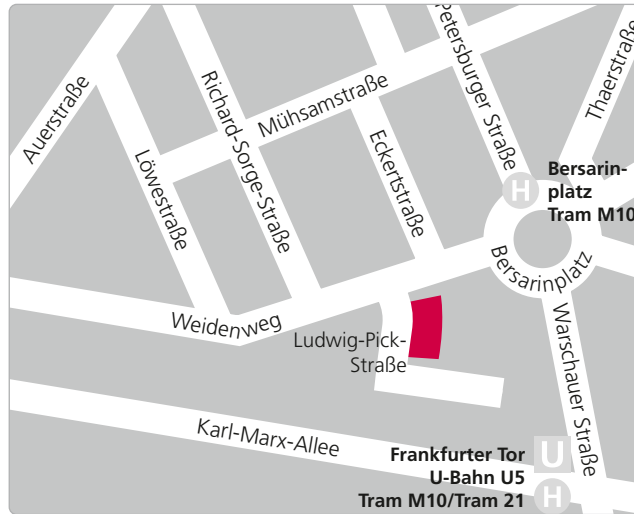 Auerstraße
Löwestraße
Richard-Sorge-Straße
Mühsamstraße
Eckertstraße
Petersburger Straße
Thaerstraße
H
Bersarin-
platz
Tram M10
Bersarinplatz
Weidenweg
Ludwig-Pick-
Straße
Warschauer Straße
Karl-Marx-Allee
Frankfurter Tor
U-Bahn U5
Tram M10/Tram 21
U
H